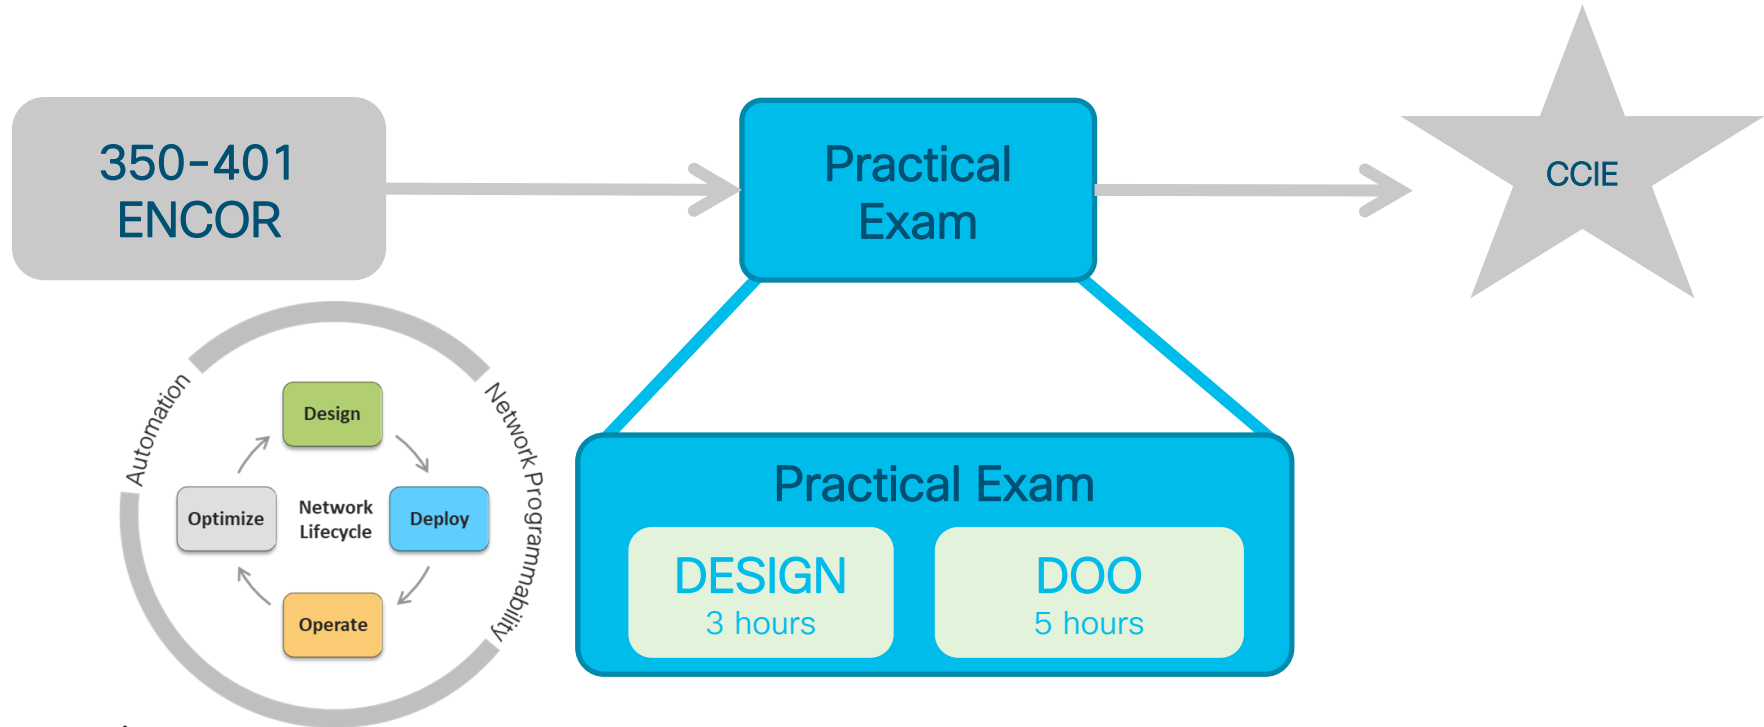 350-401
ENCOR
Practical
Exam
CCIE
Automation
Network Programmability
Design
Optimize
Network
Lifecycle
Deploy
Operate
Practical Exam
DESIGN
3 hours
DOO
5 hours